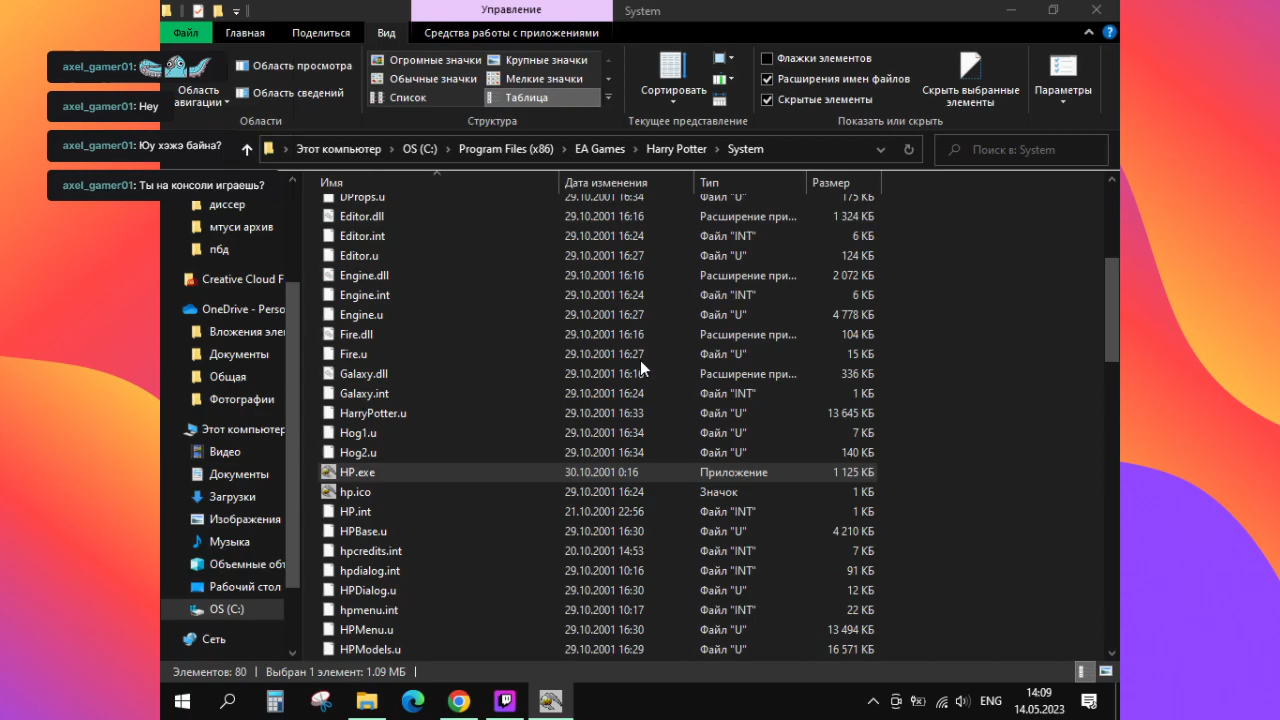 Управление
System
Файл
Главная
Поделиться
Вид
Средства работы с приложениями
Область навигации
Область просмотра
Область сведений
Области
Огромные значки
Крупные значки
Обычные значки
Мелкие значки
Список
Таблица
Структура
Сортировать
Текущее представление
Флажки элементов
Расширения имен файлов
Скрытые элементы
Скрыть выбранные элементы
Показать или скрыть
Параметры
axel_gamer01:
axel_gamer01: Hey
axel_gamer01: Юу хэжэ байна?
axel_gamer01: Ты на консоли играешь?
Этот компьютер > OS (C:) > Program Files (x86) > EA Games > Harry Potter > System
Поиск в: System
диссер
мтуси архив
пбд
Creative Cloud F
OneDrive - Perso
Вложения эле
Документы
Общая
Фотографии
Этот компьютер
Видео
Документы
Загрузки
Изображения
Музыка
Объемные об
Рабочий стол
OS (C:)
Сеть
Имя Дата изменения Тип Размер
DProps.u 29.10.2001 16:34 Файл "U" 175 КБ
Editor.dll 29.10.2001 16:16 Расширение при... 1 324 КБ
Editor.int 29.10.2001 16:24 Файл "INT" 6 КБ
Editor.u 29.10.2001 16:27 Файл "U" 124 КБ
Engine.dll 29.10.2001 16:16 Расширение при... 2 072 КБ
Engine.int 29.10.2001 16:24 Файл "INT" 6 КБ
Engine.u 29.10.2001 16:27 Файл "U" 4 778 КБ
Fire.dll 29.10.2001 16:16 Расширение при... 104 КБ
Fire.u 29.10.2001 16:27 Файл "U" 15 КБ
Galaxy.dll 29.10.2001 16:16 Расширение при... 336 КБ
Galaxy.int 29.10.2001 16:24 Файл "INT" 1 КБ
HarryPotter.u 29.10.2001 16:33 Файл "U" 13 645 КБ
Hog1.u 29.10.2001 16:34 Файл "U" 7 КБ
Hog2.u 29.10.2001 16:34 Файл "U" 140 КБ
HP.exe 30.10.2001 0:16 Приложение 1 125 КБ
hp.ico 29.10.2001 16:24 Значок 1 КБ
HP.int 21.10.2001 22:56 Файл "INT" 1 КБ
HPBase.u 29.10.2001 16:30 Файл "U" 4 210 КБ
hpcredits.int 20.10.2001 14:53 Файл "INT" 7 КБ
hpdialog.int 29.10.2001 10:16 Файл "INT" 91 КБ
HPDialog.u 29.10.2001 16:30 Файл "U" 12 КБ
hpmenu.int 29.10.2001 10:17 Файл "INT" 22 КБ
HPMenu.u 29.10.2001 16:30 Файл "U" 13 494 КБ
HPModels.u 29.10.2001 16:29 Файл "U" 16 571 КБ
Элементов: 80 Выбран 1 элемент: 1.09 МБ
ENG
14:09
14.05.2023